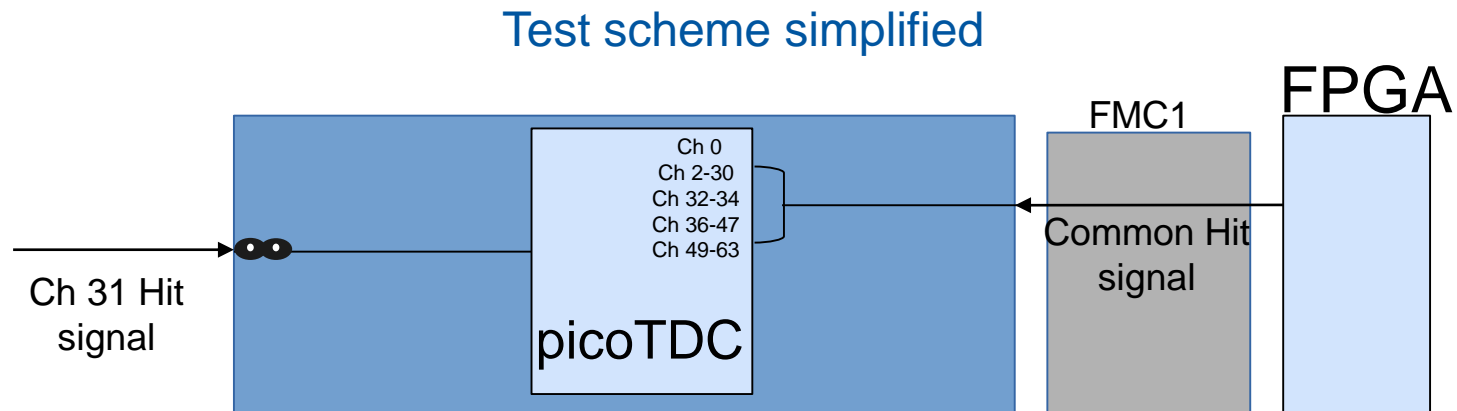 Test scheme simplified
FPGA
FMC1
Ch 0
Ch 2-30
Ch 32-34
Ch 36-47
Ch 49-63
Common Hit
signal
Ch 31 Hit
signal
picoTDC